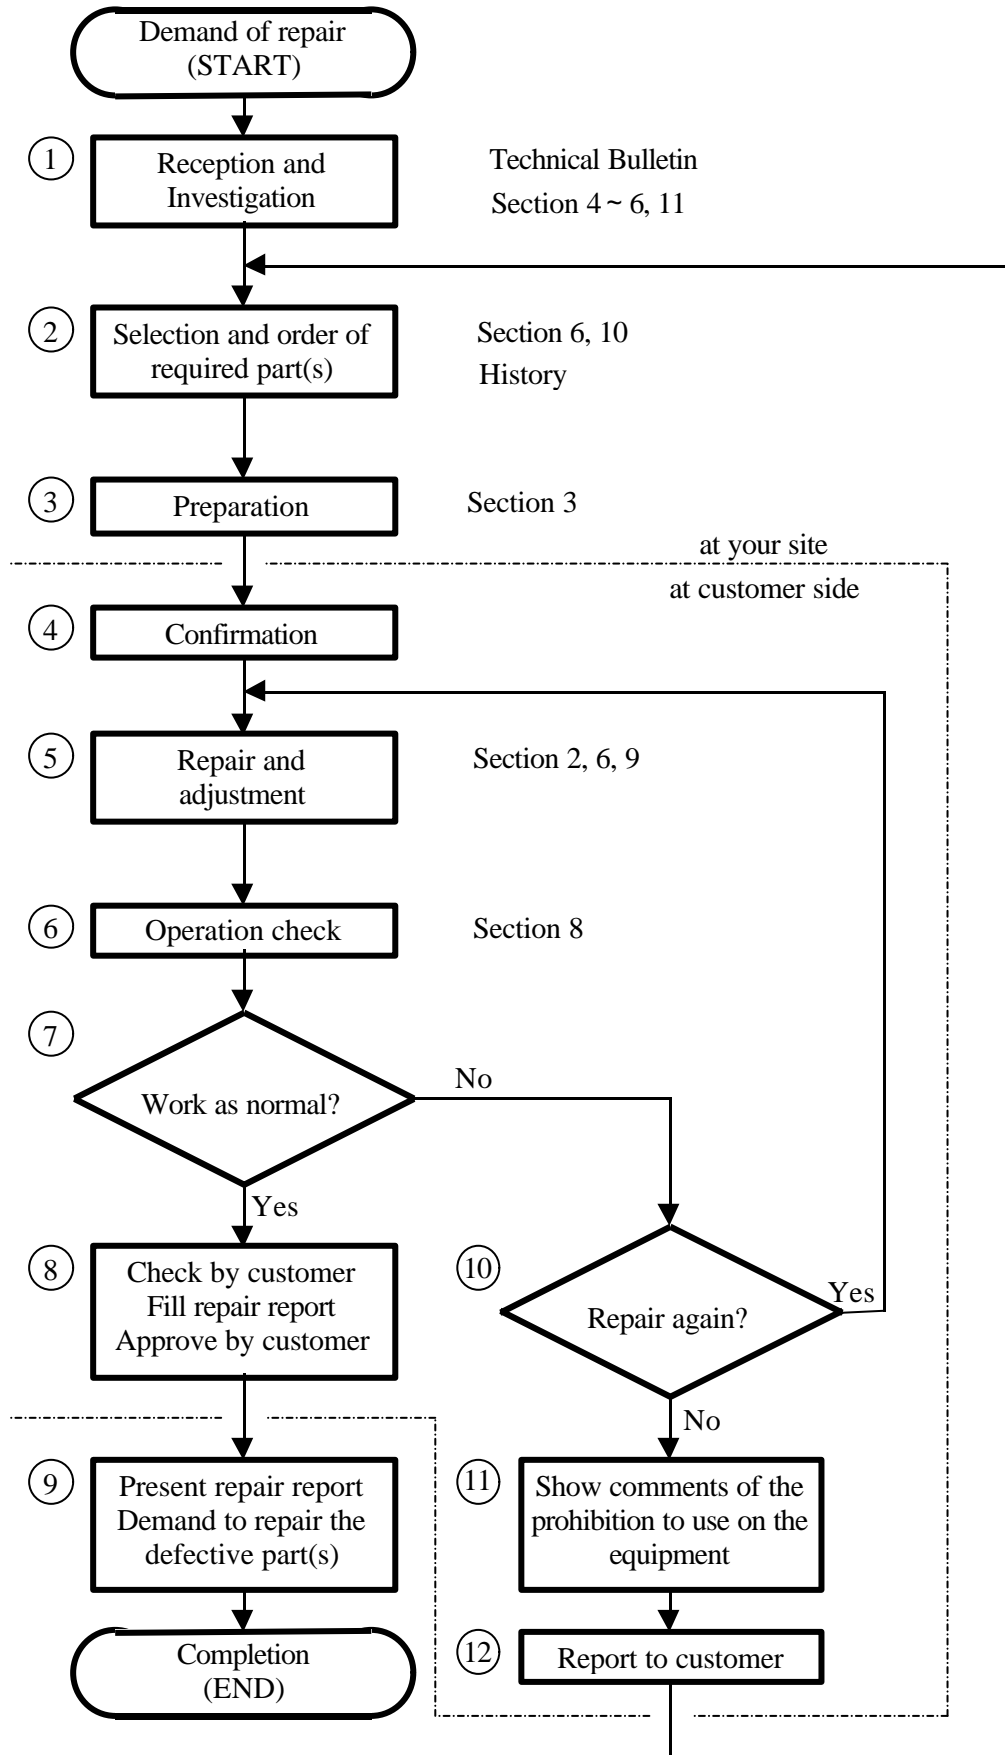 Demand of repair
(START)
1
Reception and
Investigation
Technical Bulletin
Section 4 ~ 6, 11
2
Selection and order of
required part(s)
Section 6, 10
History
3
Preparation
Section 3
at your site
at customer side
4
Confirmation
5
Repair and
adjustment
Section 2, 6, 9
6
Operation check
Section 8
7
Work as normal?
No
Yes
8
Check by customer
Fill repair report
Approve by customer
10
Repair again?
Yes
No
9
Present repair report
Demand to repair the
defective part(s)
11
Show comments of the
prohibition to use on the
equipment
Completion
(END)
12
Report to customer